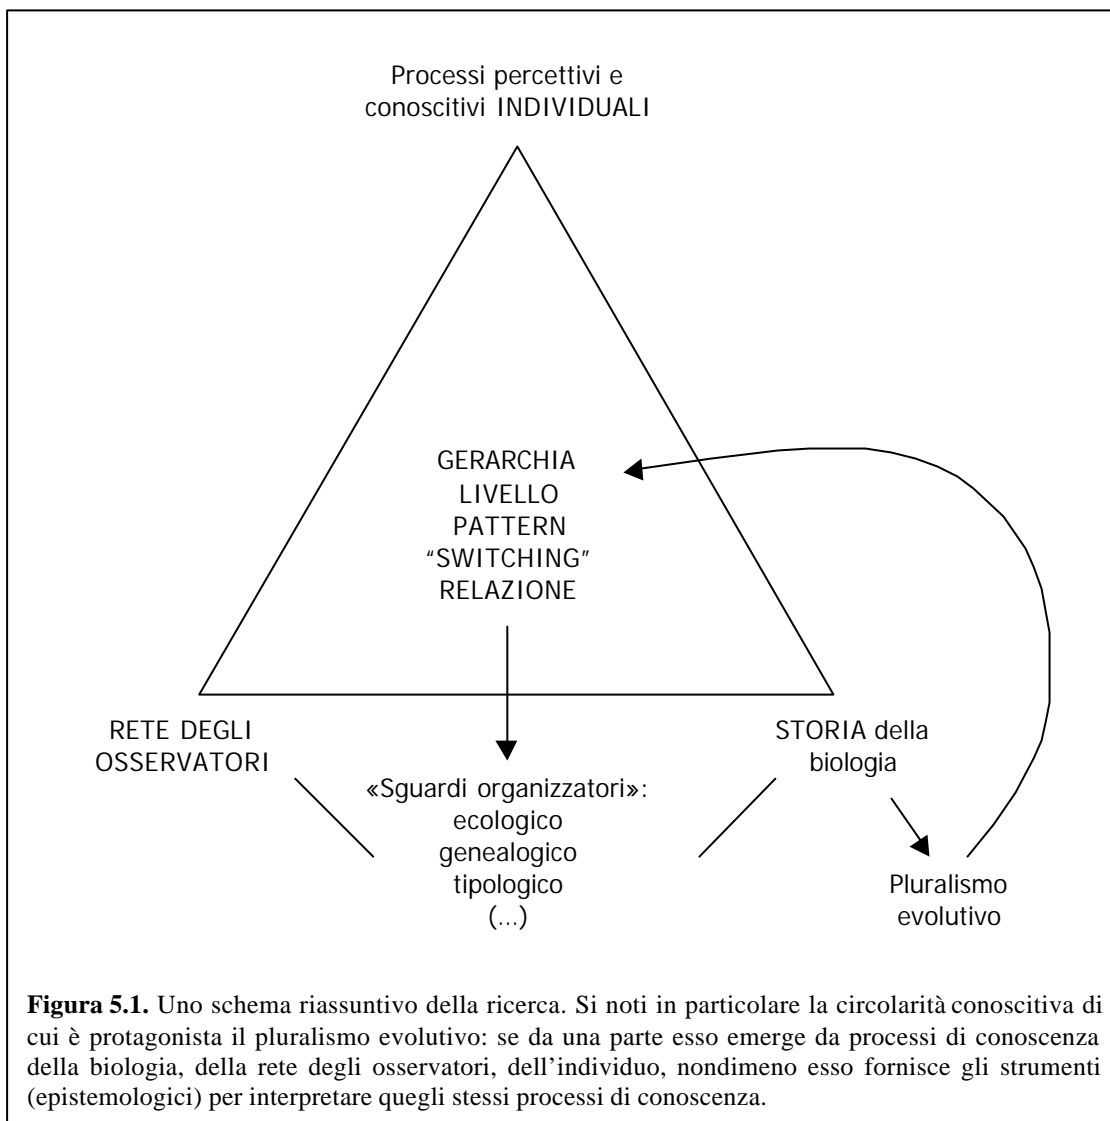 Processi percettivi e
conoscitivi INDIVIDUALI
GERARCHIA
LIVELLO
PATTERN
“SWITCHING”
RELAZIONE
RETE DEGLI
OSSERVATORI
STORIA della
biologia
«Sguardi organizzatori»:
ecologico
genealogico
tipologico
(...)
Pluralismo
evolutivo
Figura 5.1. Uno schema riassuntivo della ricerca. Si noti in particolare la circolarità conoscitiva di
cui è protagonista il pluralismo evolutivo: se da una parte esso emerge da processi di conoscenza
della biologia, della rete degli osservatori, dell’individuo, nondimeno esso fornisce gli strumenti
(epistemologici) per interpretare quegli stessi processi di conoscenza.